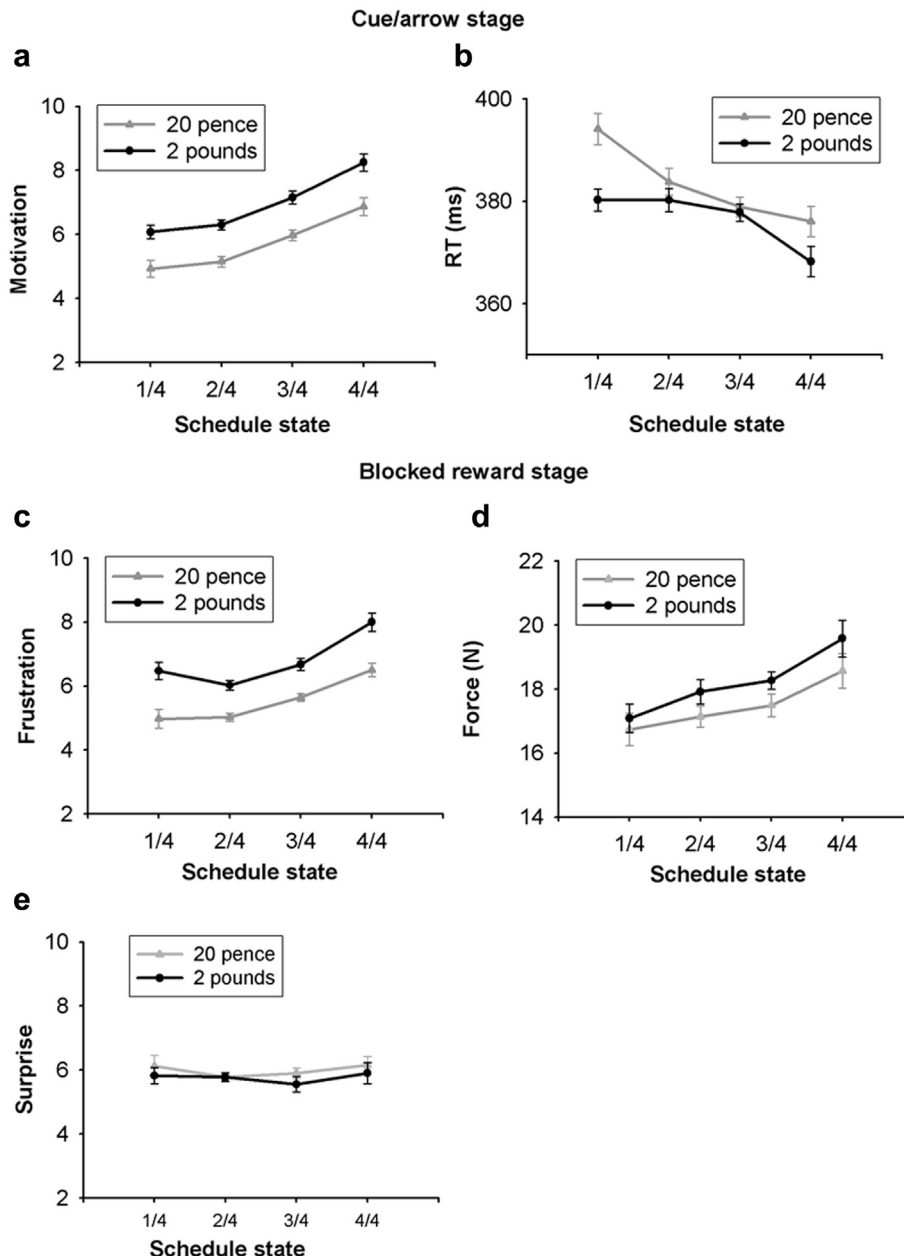 Cue/arrow stage
a
10
8
6
4
2
Motivation
20 pence
2 pounds
1/4 2/4 3/4 4/4
Schedule state
b
400
380
360
RT (ms)
20 pence
2 pounds
1/4 2/4 3/4 4/4
Schedule state
Blocked reward stage
c
10
8
6
4
2
Frustration
20 pence
2 pounds
1/4 2/4 3/4 4/4
Schedule state
d
22
20
18
16
14
Force (N)
20 pence
2 pounds
1/4 2/4 3/4 4/4
Schedule state
e
10
8
6
4
2
Surprise
20 pence
2 pounds
1/4 2/4 3/4 4/4
Schedule state